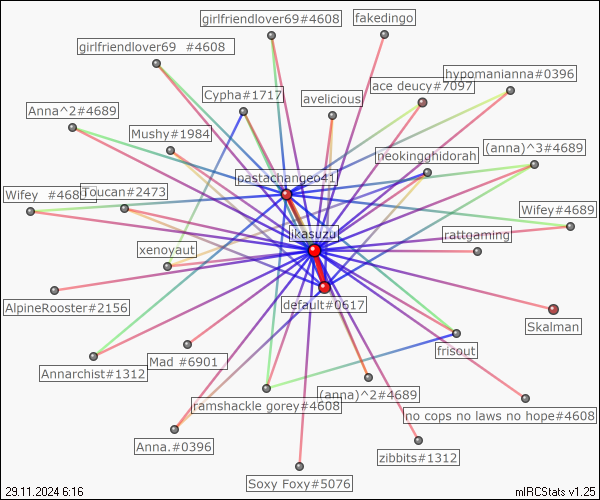 girlfriendlover69#4608
fakedingo
girlfriendlover69 #4608
hypomanianna#0396
ace deucy#7097
Cypha#1717
avelicious
Anna^2#4689
Mushy#1984
(anna)^3#4689
neokingghidorah
pastachangeo41
Wifey #468
Toucan#2473
Wifey#4689
ikasuzu
rattgaming
xenoyaut
default#0617
AlpineRooster#2156
Skalman
frisout
Mad #6901
Annarchist#1312
(anna)^2#4689
ramshackle gorey#4608
no cops no laws no hope#4608
Anna.#0396
zibbits#1312
Soxy Foxy#5076
29.11.2024 6:16
mIRCStats v1.25